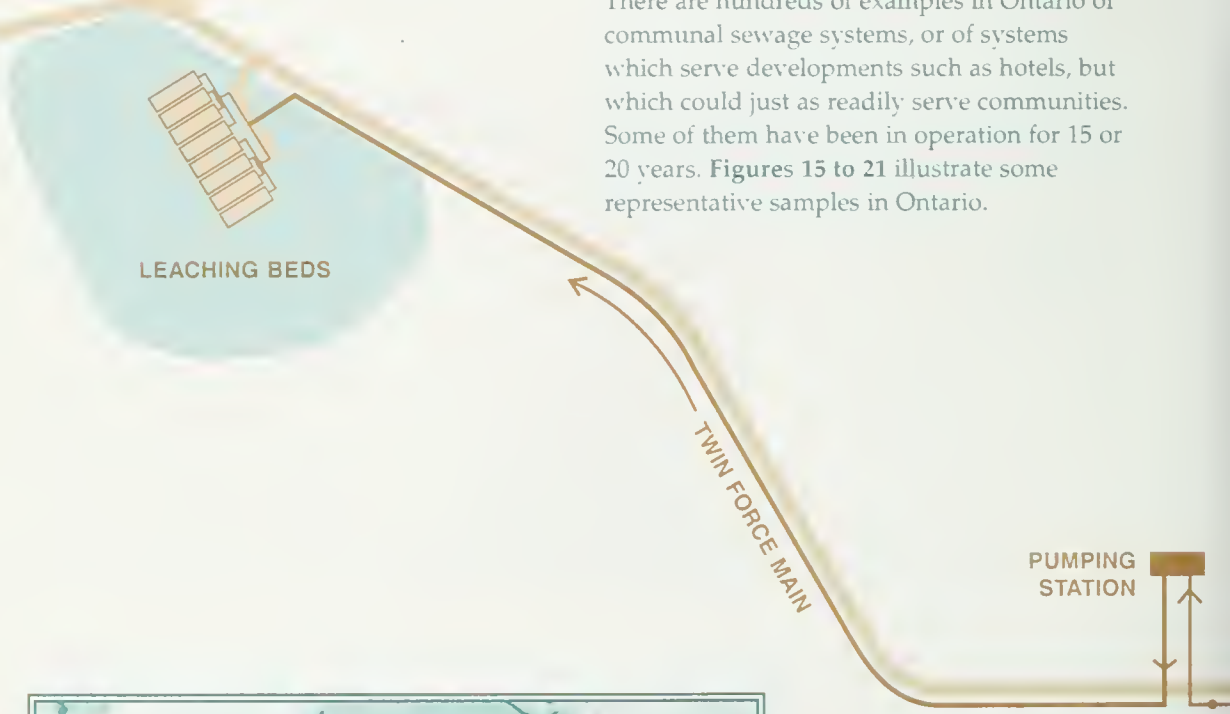 There are hundreds of examples in Ontario of
communal sewage systems, or of systems
which serve developments such as hotels, but
which could just as readily serve communities.
Some of them have been in operation for 15 or
20 years. Figures 15 to 21 illustrate some
representative samples in Ontario.
LEACHING BEDS
TWIN FORCE MAIN
PUMPING
STATION